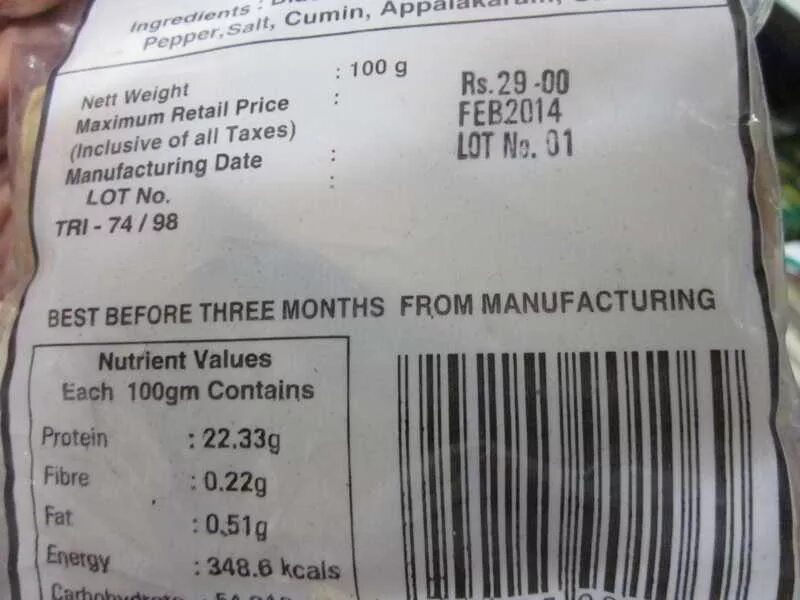 Ingredients :
Pepper, Salt, Cumin, Appalakaram,
Nett Weight : 100 g
Maximum Retail Price : Rs.29-00
(Inclusive of all Taxes)
Manufacturing Date : FEB2014
LOT No. : LOT No. 01
TRI - 74 / 98
BEST BEFORE THREE MONTHS FROM MANUFACTURING
Nutrient Values
Each 100gm Contains
Protein : 22.33g
Fibre : 0.22g
Fat : 0.51g
Energy : 348.6 kcals